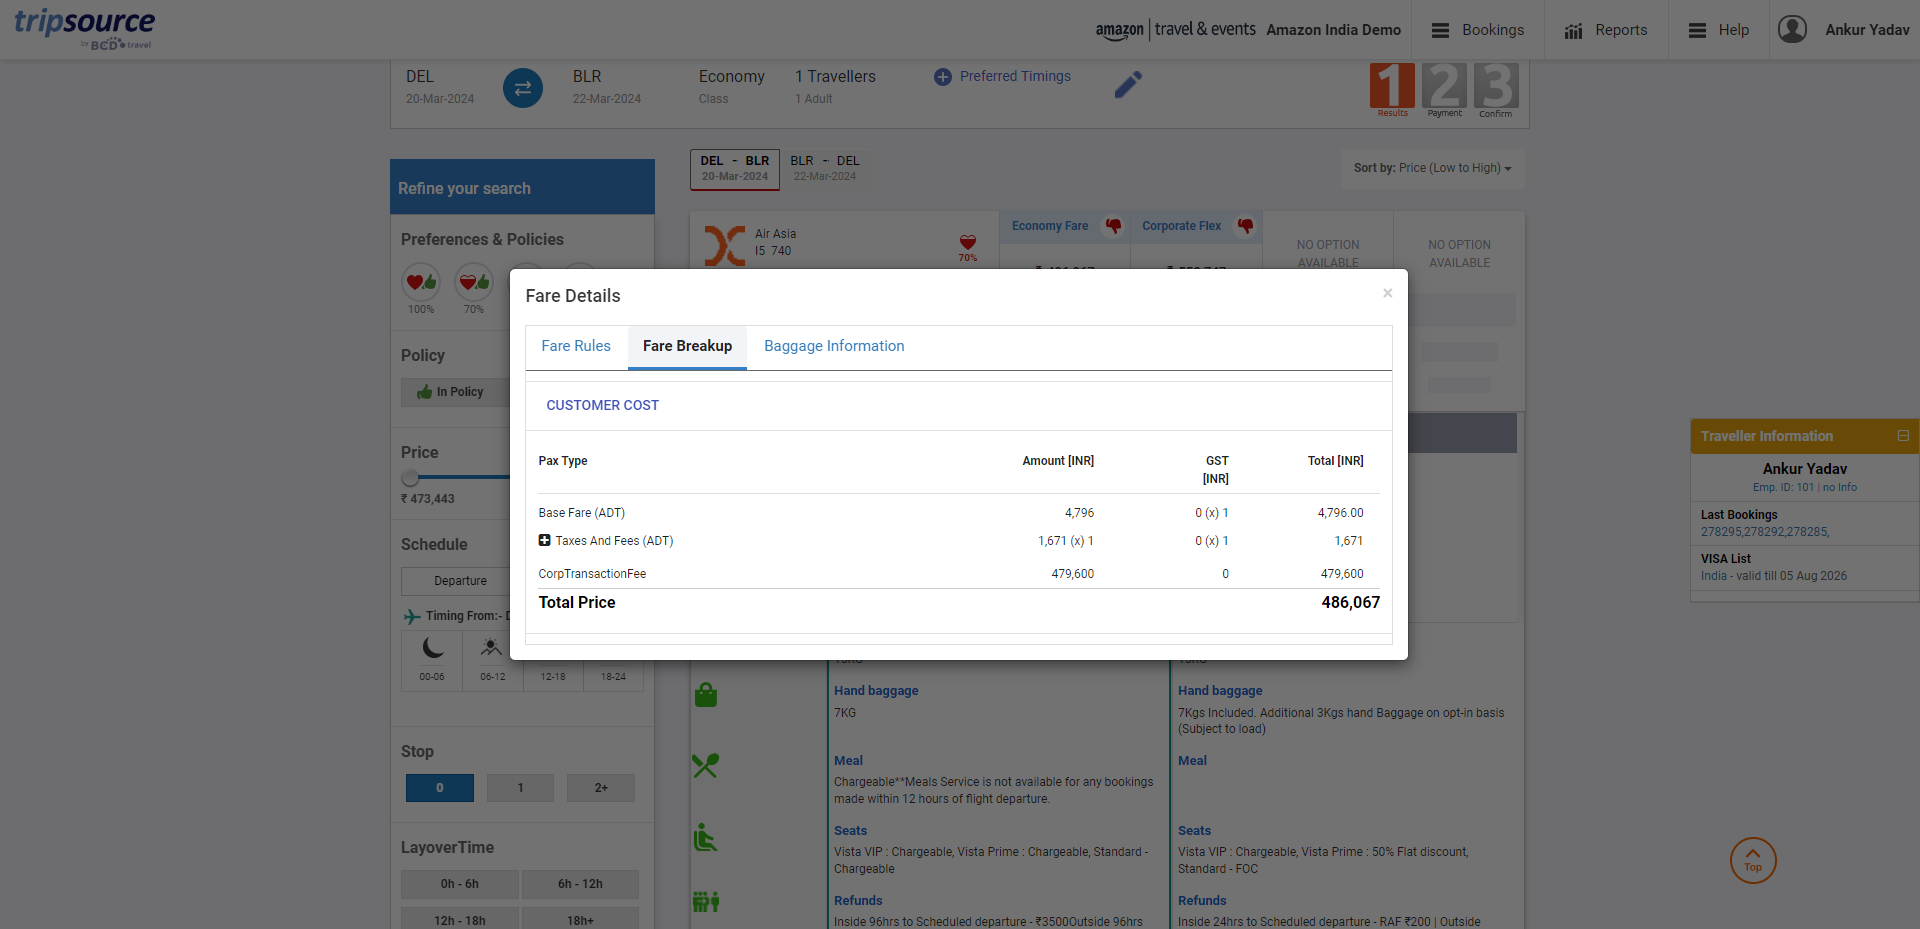 tripsource
by BCD travel
amazon | travel & events Amazon India Demo
Bookings
Reports
Help
Ankur Yadav
DEL
20-Mar-2024
BLR
22-Mar-2024
Economy
Class
1 Travellers
1 Adult
Preferred Timings
1 2 3
Results Payment Confirm
DEL - BLR
20-Mar-2024
BLR - DEL
22-Mar-2024
Sort by: Price (Low to High)
Refine your search
Preferences & Policies
100% 70%
Policy
In Policy
Price
₹ 473,443
Schedule
Departure
Timing From:-
00-06 06-12 12-18 18-24
Stop
0 1 2+
LayoverTime
0h - 6h 6h - 12h
12h - 18h 18h+
Air Asia
I5 740
70%
Economy Fare
Corporate Flex
NO OPTION
AVAILABLE
NO OPTION
AVAILABLE
Fare Details
×
Fare Rules Fare Breakup Baggage Information
CUSTOMER COST
Pax Type Amount [INR] GST
[INR] Total [INR]
Base Fare (ADT) 4,796 0 (x) 1 4,796.00
Taxes And Fees (ADT) 1,671 (x) 1 0 (x) 1 1,671
CorpTransactionFee 479,600 0 479,600
Total Price 486,067
Hand baggage
7KG
Meal
Chargeable**Meals Service is not available for any bookings
made within 12 hours of flight departure.
Seats
Vista VIP : Chargeable, Vista Prime : Chargeable, Standard -
Chargeable
Refunds
Inside 96hrs to Scheduled departure - ₹3500Outside 96hrs
Hand baggage
7Kgs Included. Additional 3Kgs hand Baggage on opt-in basis
(Subject to load)
Meal
Seats
Vista VIP : Chargeable, Vista Prime : 50% Flat discount,
Standard - FOC
Refunds
Inside 24hrs to Scheduled departure - RAF ₹200 | Outside
Traveller Information
Ankur Yadav
Emp. ID: 101 | no Info
Last Bookings
278295,278292,278285,
VISA List
India - valid till 05 Aug 2026
Top